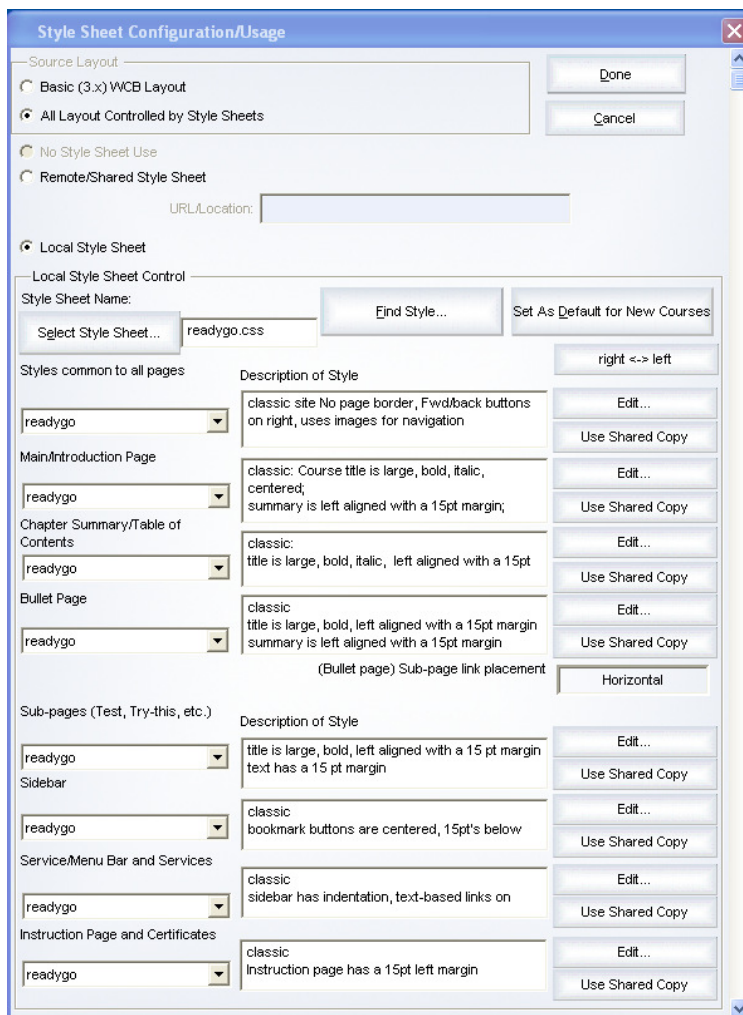 Style Sheet Configuration/Usage
Source Layout
Basic (3.x) WCB Layout
All Layout Controlled by Style Sheets
Done
Cancel
No Style Sheet Use
Remote/Shared Style Sheet
URL/Location:
Local Style Sheet
Local Style Sheet Control
Style Sheet Name:
Select Style Sheet...
readygo.css
Find Style...
Set As Default for New Courses
right <-> left
Styles common to all pages
Description of Style
readygo
classic site No page border, Fwd/back buttons
on right, uses images for navigation
Edit...
Use Shared Copy
Main/Introduction Page
readygo
classic: Course title is large, bold, italic,
centered;
summary is left aligned with a 15pt margin;
Edit...
Use Shared Copy
Chapter Summary/Table of
Contents
readygo
classic:
title is large, bold, italic, left aligned with a 15pt
Edit...
Use Shared Copy
Bullet Page
readygo
classic
title is large, bold, left aligned with a 15pt margin
summary is left aligned with a 15pt margin
Edit...
Use Shared Copy
(Bullet page) Sub-page link placement
Horizontal
Sub-pages (Test, Try-this, etc.)
Description of Style
readygo
title is large, bold, left aligned with a 15 pt margin
text has a 15 pt margin
Edit...
Use Shared Copy
Sidebar
readygo
classic
bookmark buttons are centered, 15pt's below
Edit...
Use Shared Copy
Service/Menu Bar and Services
readygo
classic
sidebar has indentation, text-based links on
Edit...
Use Shared Copy
Instruction Page and Certificates
readygo
classic
Instruction page has a 15pt left margin
Edit...
Use Shared Copy